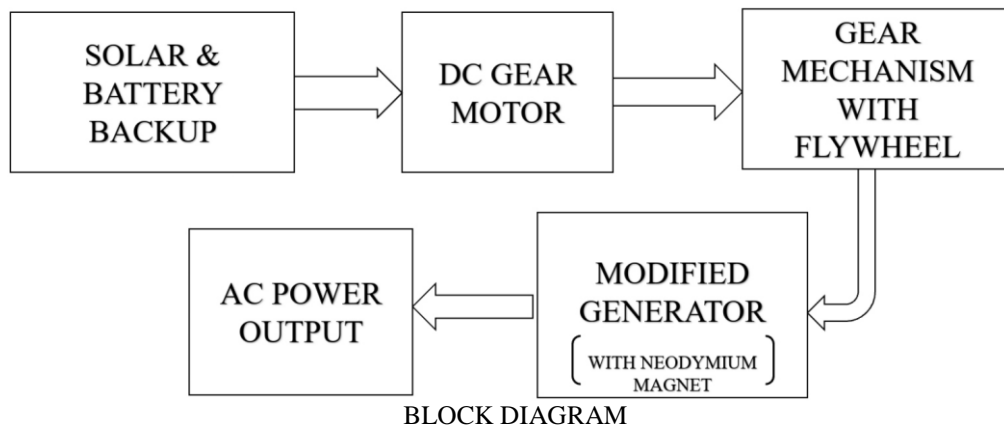 SOLAR &
BATTERY
BACKUP
DC GEAR
MOTOR
GEAR
MECHANISM
WITH
FLYWHEEL
MODIFIED
GENERATOR
WITH NEODYMIUM
MAGNET
AC POWER
OUTPUT
BLOCK DIAGRAM